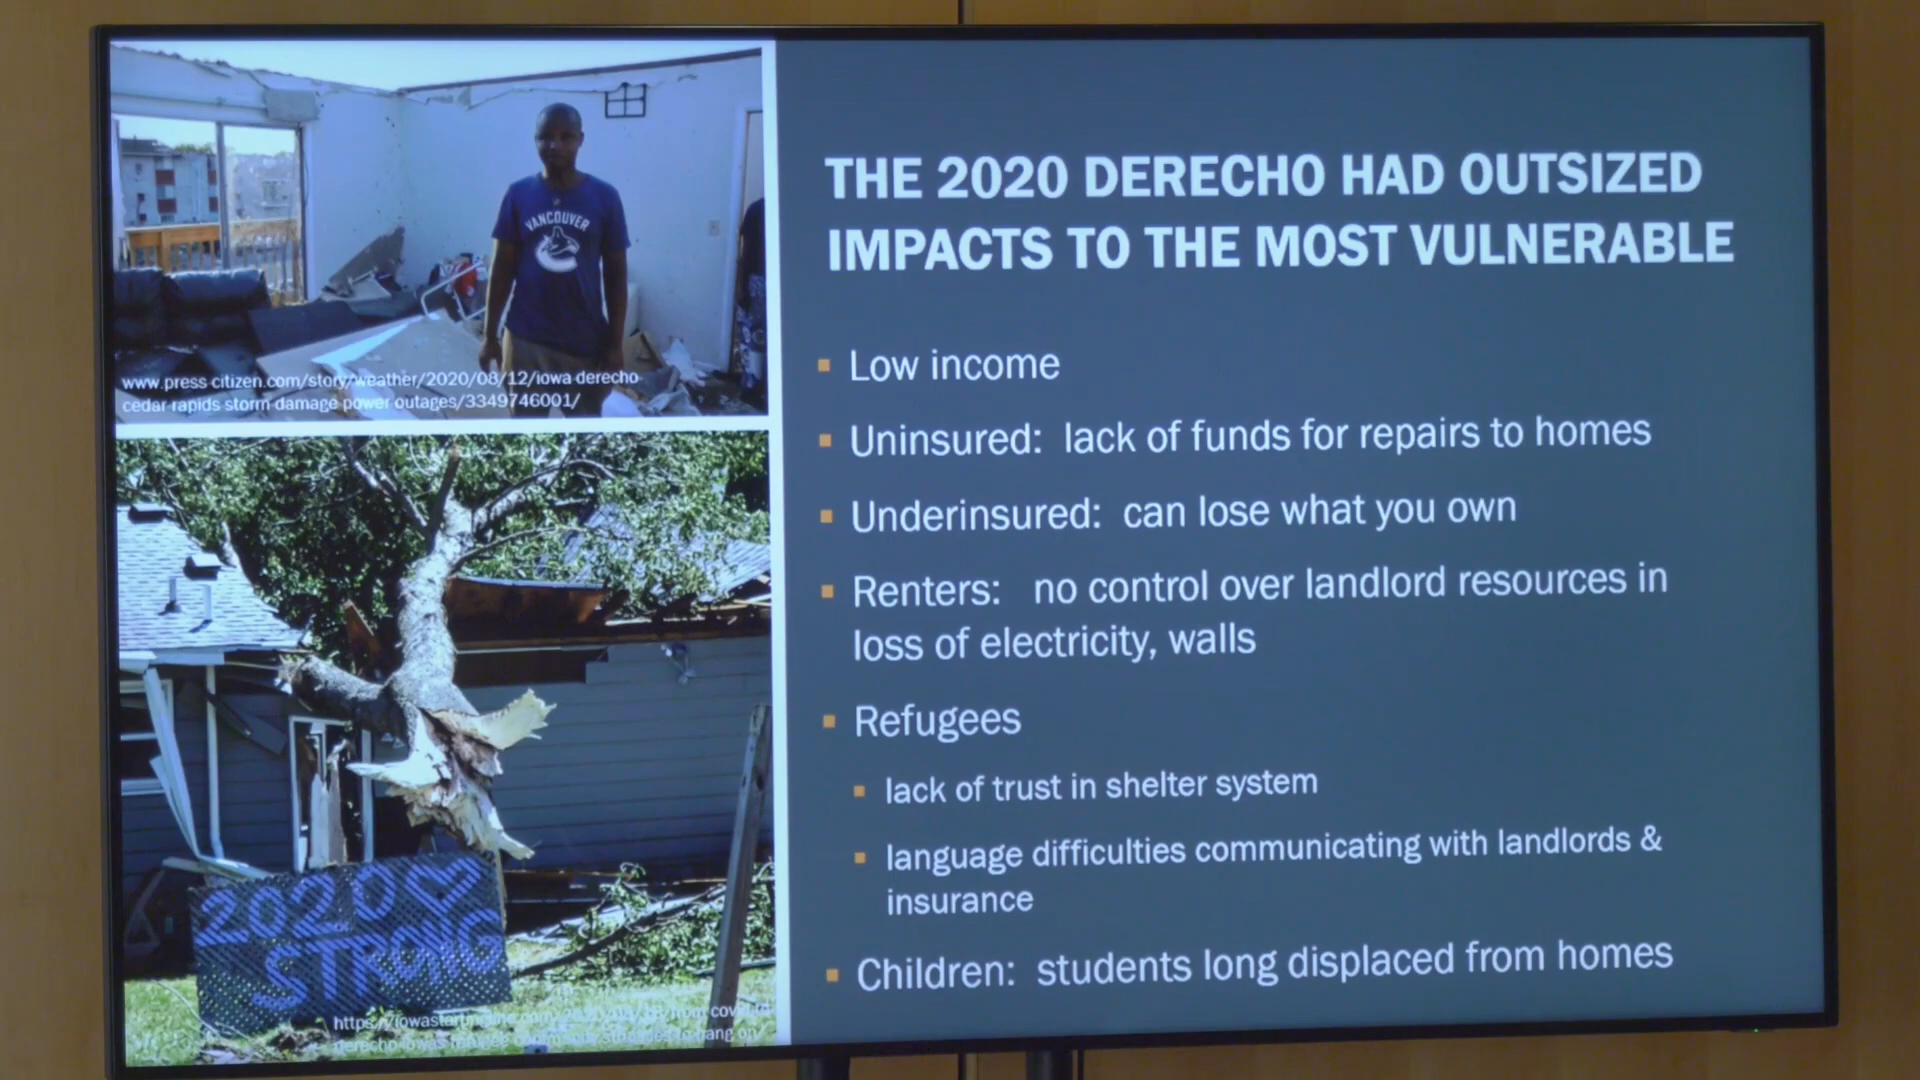 VANCOUVER
www.press-citizen.com/story/weather/2020/08/12/iowa-derecho-
cedar-rapids-storm-damage-power-outages/3349746001/
2020
STRONG
THE 2020 DERECHO HAD OUTSIZED
IMPACTS TO THE MOST VULNERABLE
Low income
Uninsured: lack of funds for repairs to homes
Underinsured: can lose what you own
Renters: no control over landlord resources in
loss of electricity, walls
Refugees
lack of trust in shelter system
language difficulties communicating with landlords &
insurance
Children: students long displaced from homes